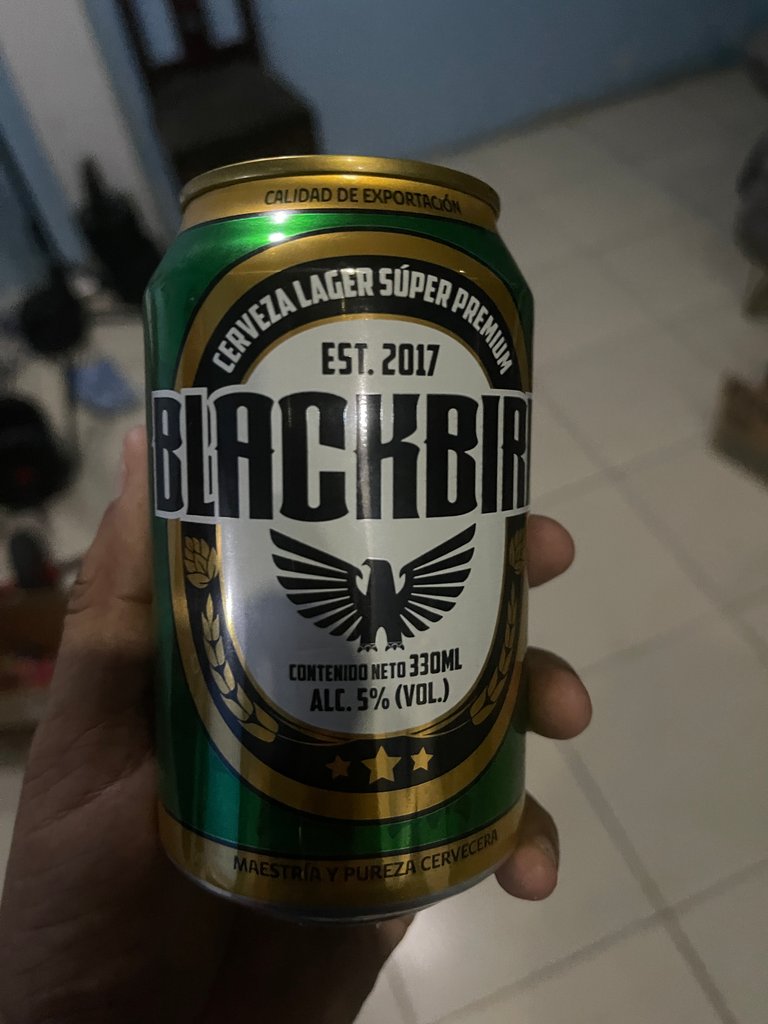 CALIDAD DE EXPORTACIÓN
CERVEZA LAGER SÚPER PREMIUM
EST. 2017
BLACKBIR
CONTENIDO NETO 330ML
ALC. 5% (VOL.)
MAESTRÍA Y PUREZA CERVECERA